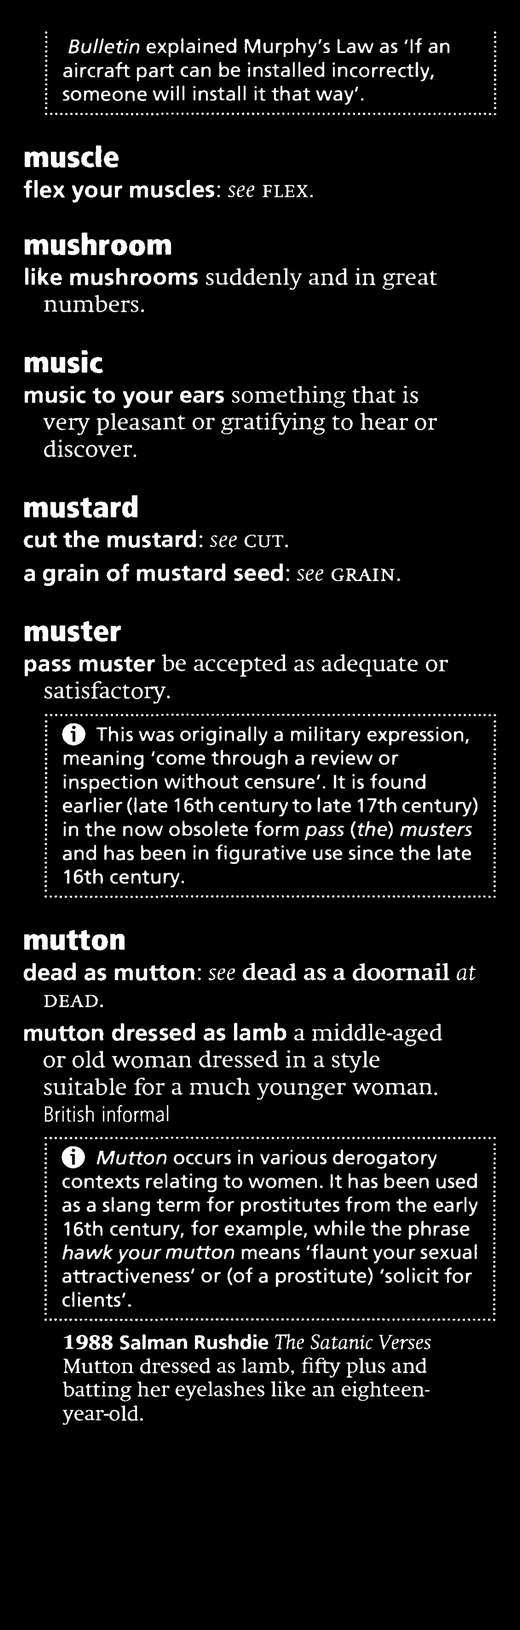 Bulletin explained Murphy's Law as 'If an
aircraft part can be installed incorrectly,
someone will install it that way'.
muscle
flex your muscles: see FLEX.
mushroom
like mushrooms suddenly and in great
numbers.
music
music to your ears something that is
very pleasant or gratifying to hear or
discover.
mustard
cut the mustard: see CUT.
a grain of mustard seed: see GRAIN.
muster
pass muster be accepted as adequate or
satisfactory.
ⓘ This was originally a military expression,
meaning 'come through a review or
inspection without censure'. It is found
earlier (late 16th century to late 17th century)
in the now obsolete form pass (the) musters
and has been in figurative use since the late
16th century.
mutton
dead as mutton: see dead as a doornail at
DEAD.
mutton dressed as lamb a middle-aged
or old woman dressed in a style
suitable for a much younger woman.
British informal
ⓘ Mutton occurs in various derogatory
contexts relating to women. It has been used
as a slang term for prostitutes from the early
16th century, for example, while the phrase
hawk your mutton means 'flaunt your sexual
attractiveness' or (of a prostitute) 'solicit for
clients'.
1988 Salman Rushdie The Satanic Verses
Mutton dressed as lamb, fifty plus and
batting her eyelashes like an eighteen-
year-old.